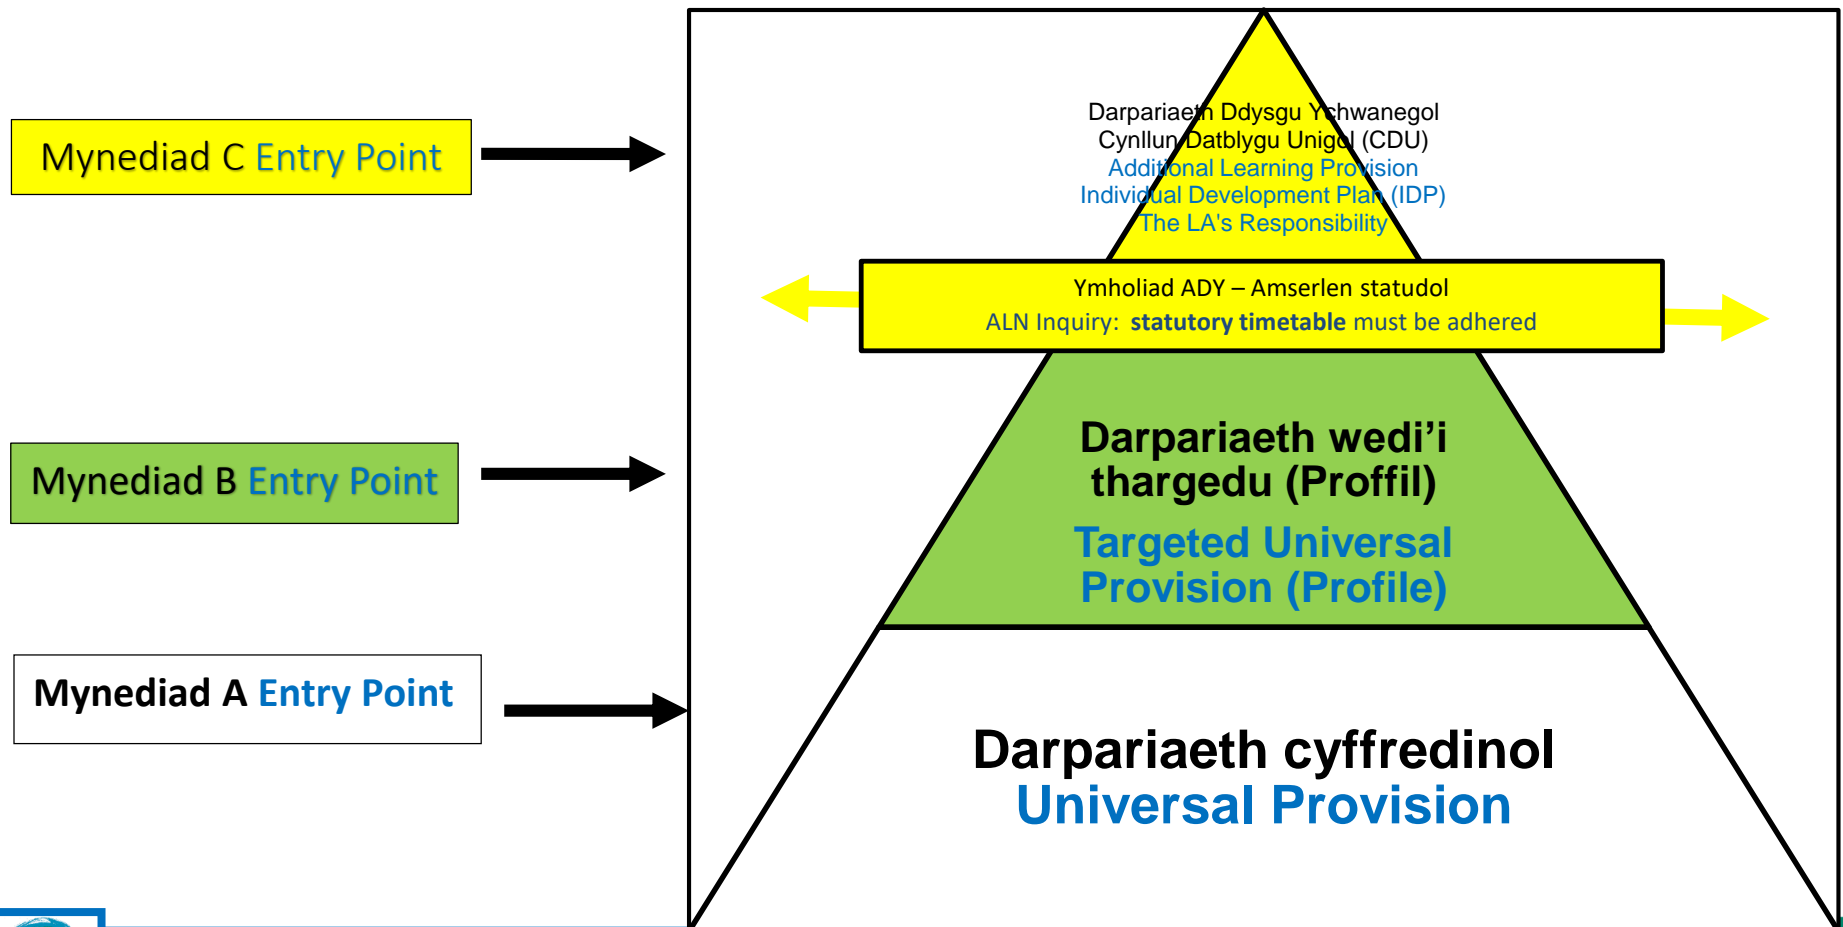 Mynediad C Entry Point
Darpariaeth Ddysgu Ychwanegol
Cynllun Datblygu Unigol (CDU)
Additional Learning Provision
Individual Development Plan (IDP)
The LA's Responsibility
Ymholiad ADY – Amserlen statudol
ALN Inquiry: statutory timetable must be adhered
Mynediad B Entry Point
Darpariaeth wedi’i
thargedu (Proffil)
Targeted Universal
Provision (Profile)
Mynediad A Entry Point
Darpariaeth cyffredinol
Universal Provision